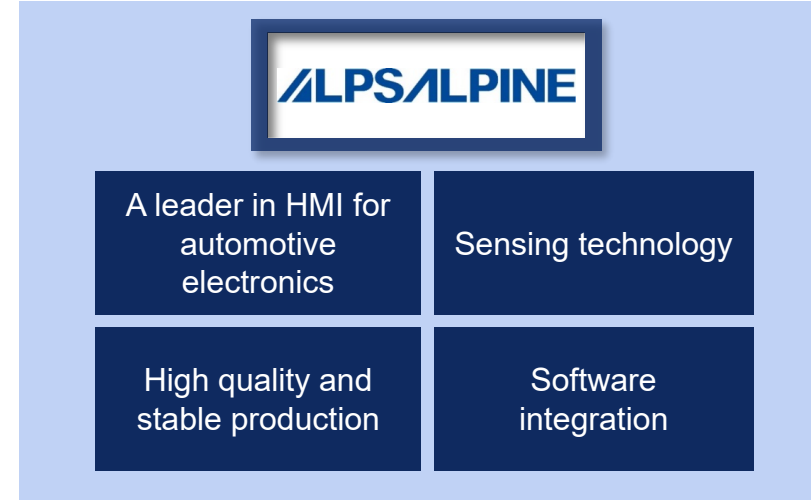 ALPSALPINE
A leader in HMI for
automotive
electronics
Sensing technology
High quality and
stable production
Software
integration